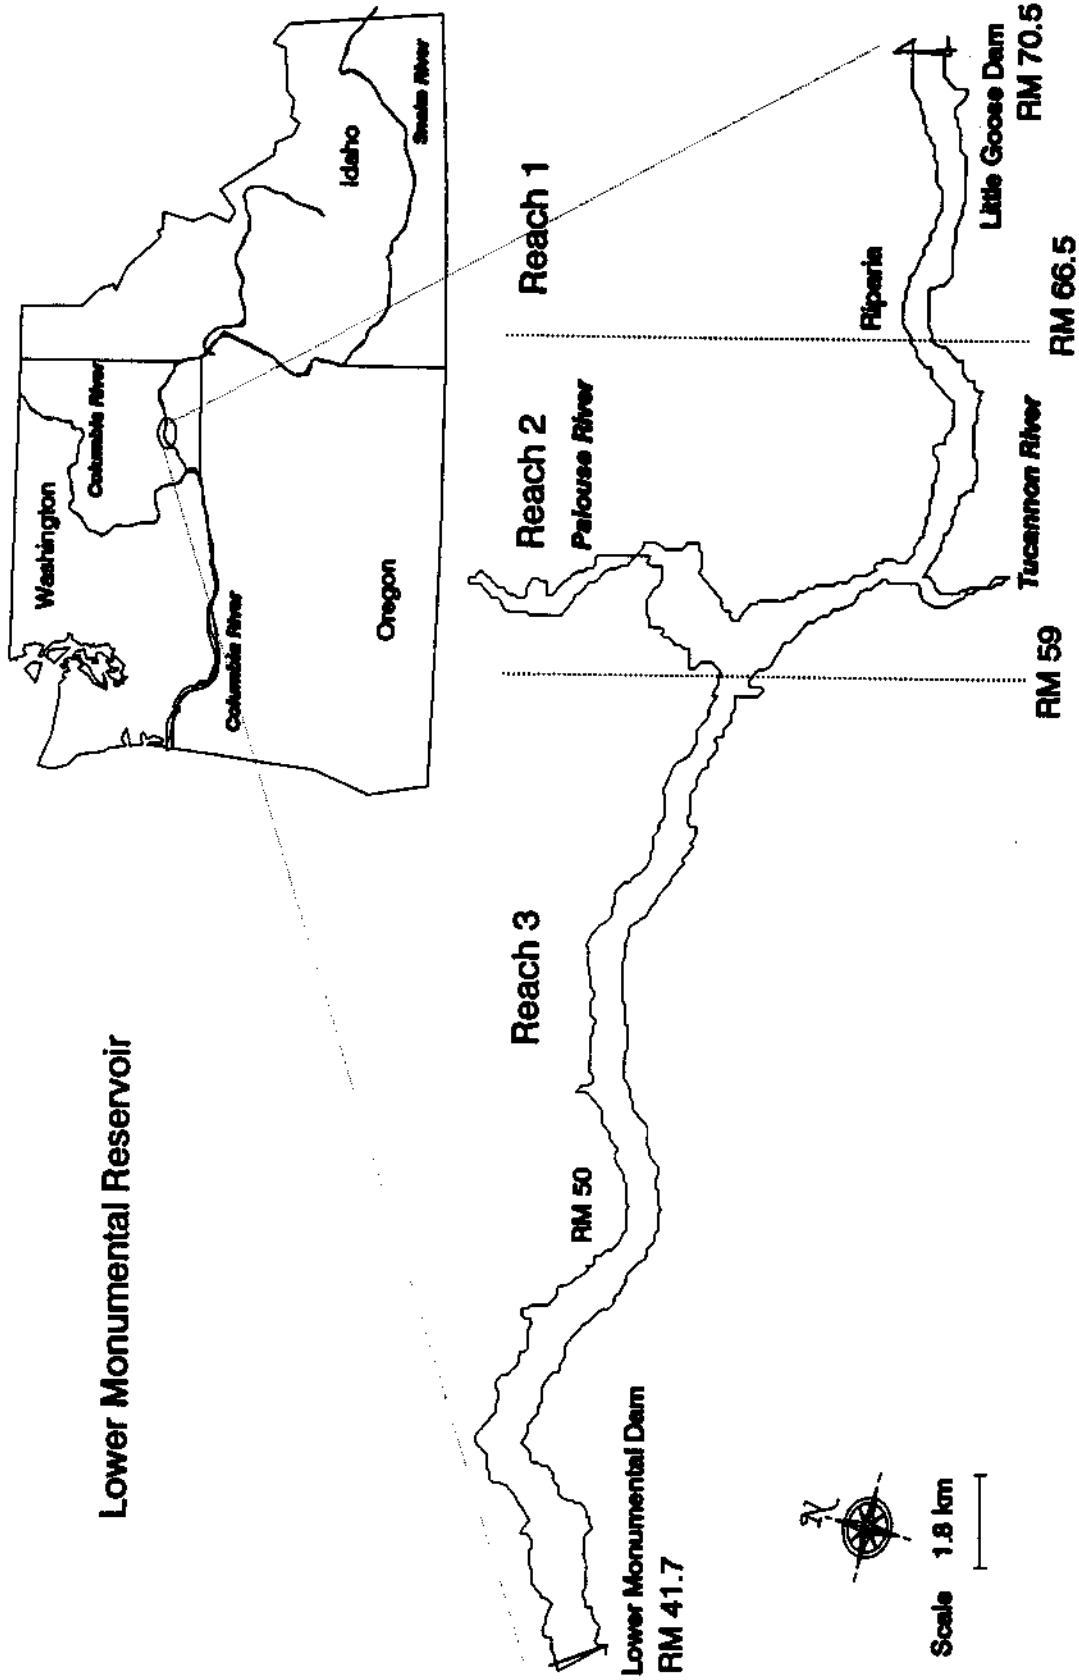 Lower Monumental Reservoir
Washington
Columbia River
Columbia River
Oregon
Idaho
Snake River
Reach 3
Reach 2
Reach 1
Palouse River
Riparia
RM 50
Lower Monumental Dam
RM 41.7
Little Goose Dam
RM 70.5
Tucannon River
RM 59
RM 66.5
N
Scale 1.8 km